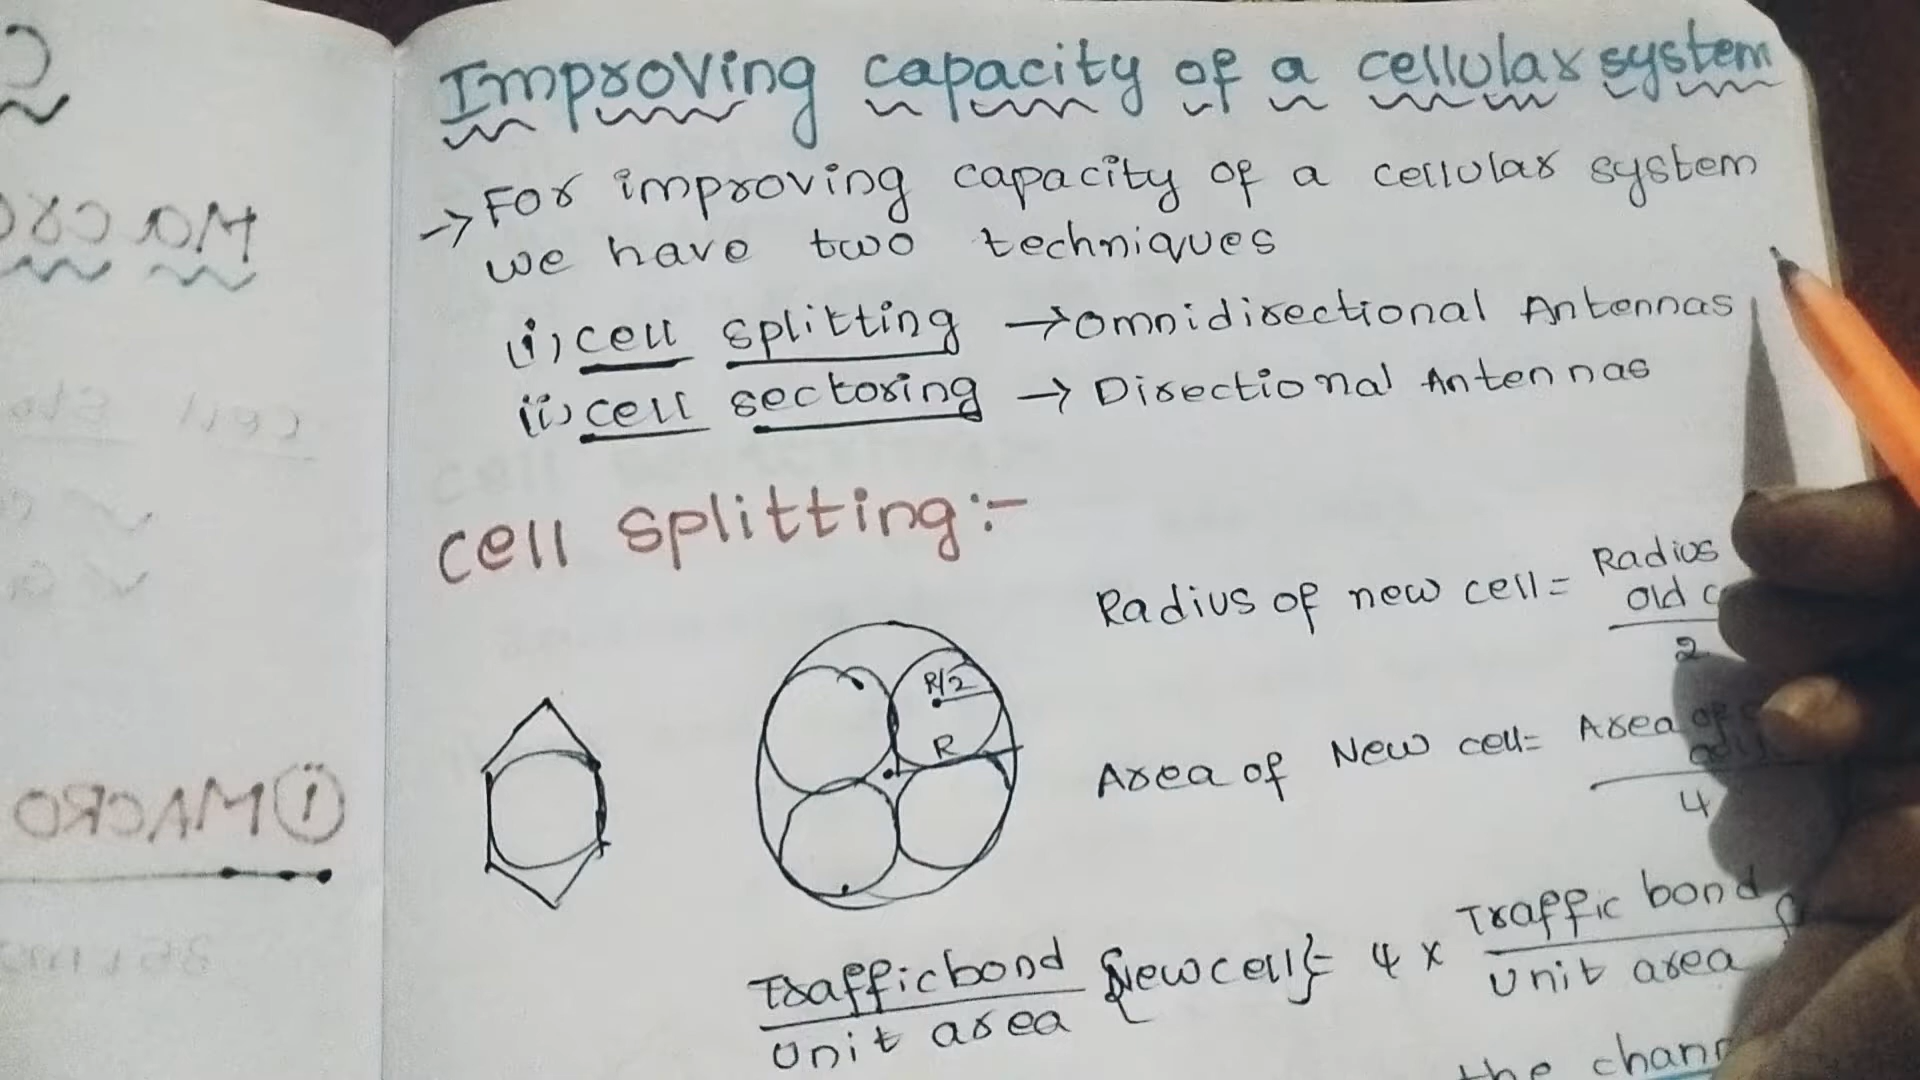 Improving capacity of a cellular system
→ For improving capacity of a cellular system
we have two techniques
(i) cell splitting → Omnidirectional Antennas
(ii) cell sectoring → Directional Antennas
cell splitting:-
Radius of new cell = Radius
old
2
R/2
R
Area of New cell = Area of
4
Traffic bond
Unit area
{New cell} = 4 x
Traffic bond
Unit area
the
MACRO
cell
(i) MACRO